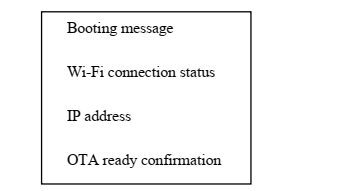 Booting message
Wi-Fi connection status
IP address
OTA ready confirmation